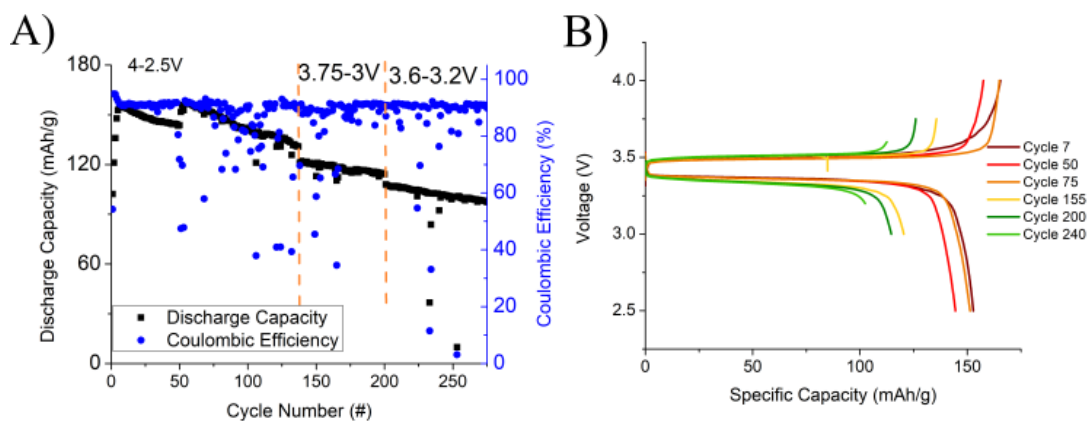 A)
180
120
60
0
Discharge Capacity (mAh/g)
4-2.5V
3.75-3V
3.6-3.2V
Discharge Capacity
Coulombic Efficiency
0
50
100
150
200
250
Cycle Number (#)
100
80
60
40
20
0
Coulombic Efficiency (%)
B)
4.0
3.5
3.0
2.5
Voltage (V)
0
50
100
150
Specific Capacity (mAh/g)
Cycle 7
Cycle 50
Cycle 75
Cycle 155
Cycle 200
Cycle 240